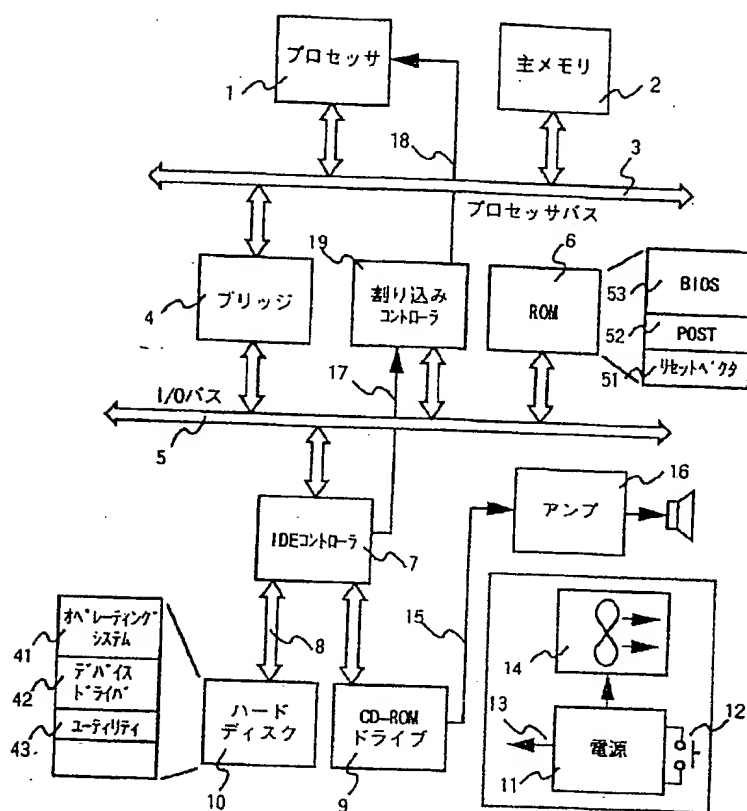 プロセッサ
1
主メモリ
2
18
3
プロセッサバス
19
6
ブリッジ
4
割り込み
コントローラ
ROM
53
BIOS
52
POST
51
リセットベクタ
17
I/Oバス
5
16
アンプ
IDEコントローラ
7
15
オペレーティング
システム
41
8
14
デバイス
ドライバ
42
ユーティリティ
43
ハード
ディスク
10
CD-ROM
ドライブ
9
13
12
電源
11